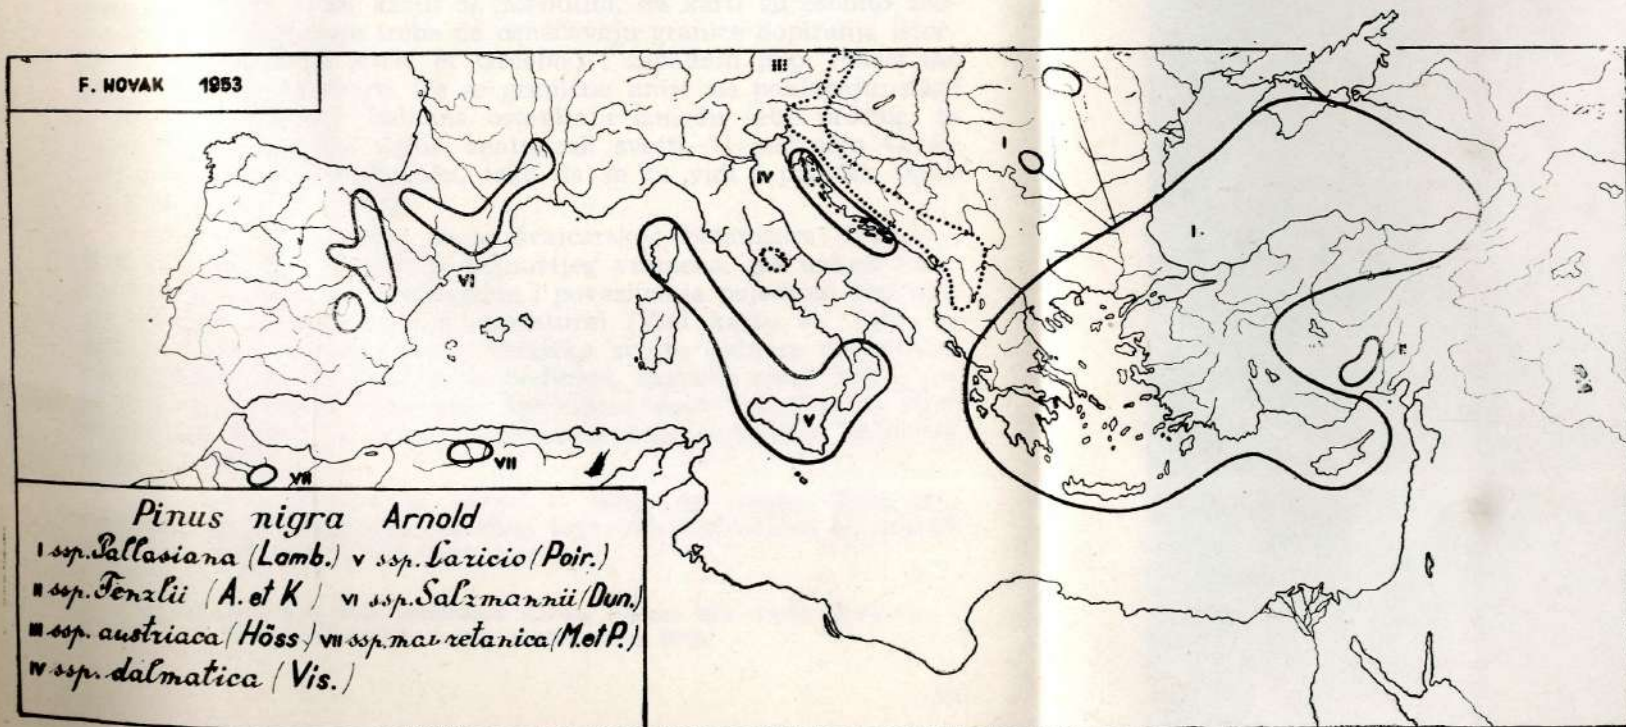 F. NOVAK 1953
III
I
IV
I
VI
II
V
VII
VII
Pinus nigra Arnold
I ssp. Pallasiana (Lamb.) V ssp. Laricio (Poir.)
II ssp. Fenzlii (A. et K) VI ssp. Salzmannii (Dun.)
III ssp. austriaca (Höss) VII ssp. mauretanica (M. et P.)
IV ssp. dalmatica (Vis.)